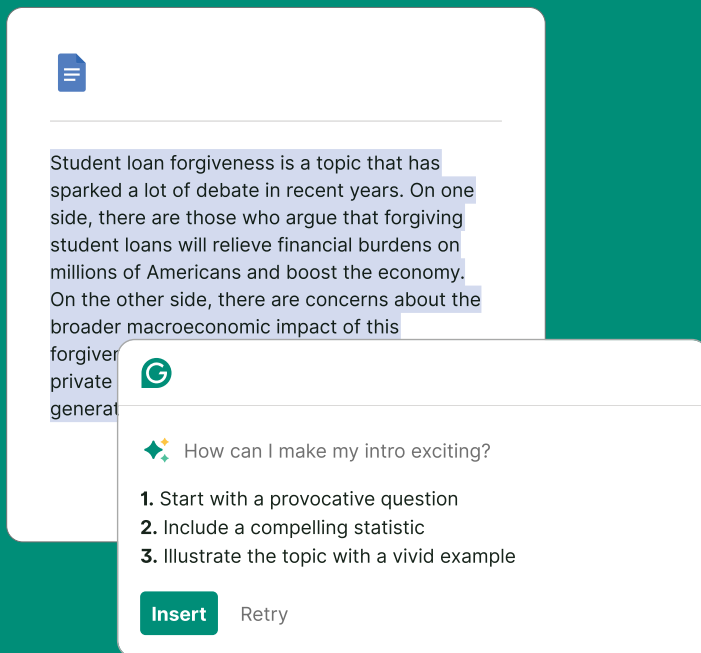 Student loan forgiveness is a topic that has
sparked a lot of debate in recent years. On one
side, there are those who argue that forgiving
student loans will relieve financial burdens on
millions of Americans and boost the economy.
On the other side, there are concerns about the
broader macroeconomic impact of this
private
How can I make my intro exciting?
1. Start with a provocative question
2. Include a compelling statistic
3. Illustrate the topic with a vivid example
Insert
Retry